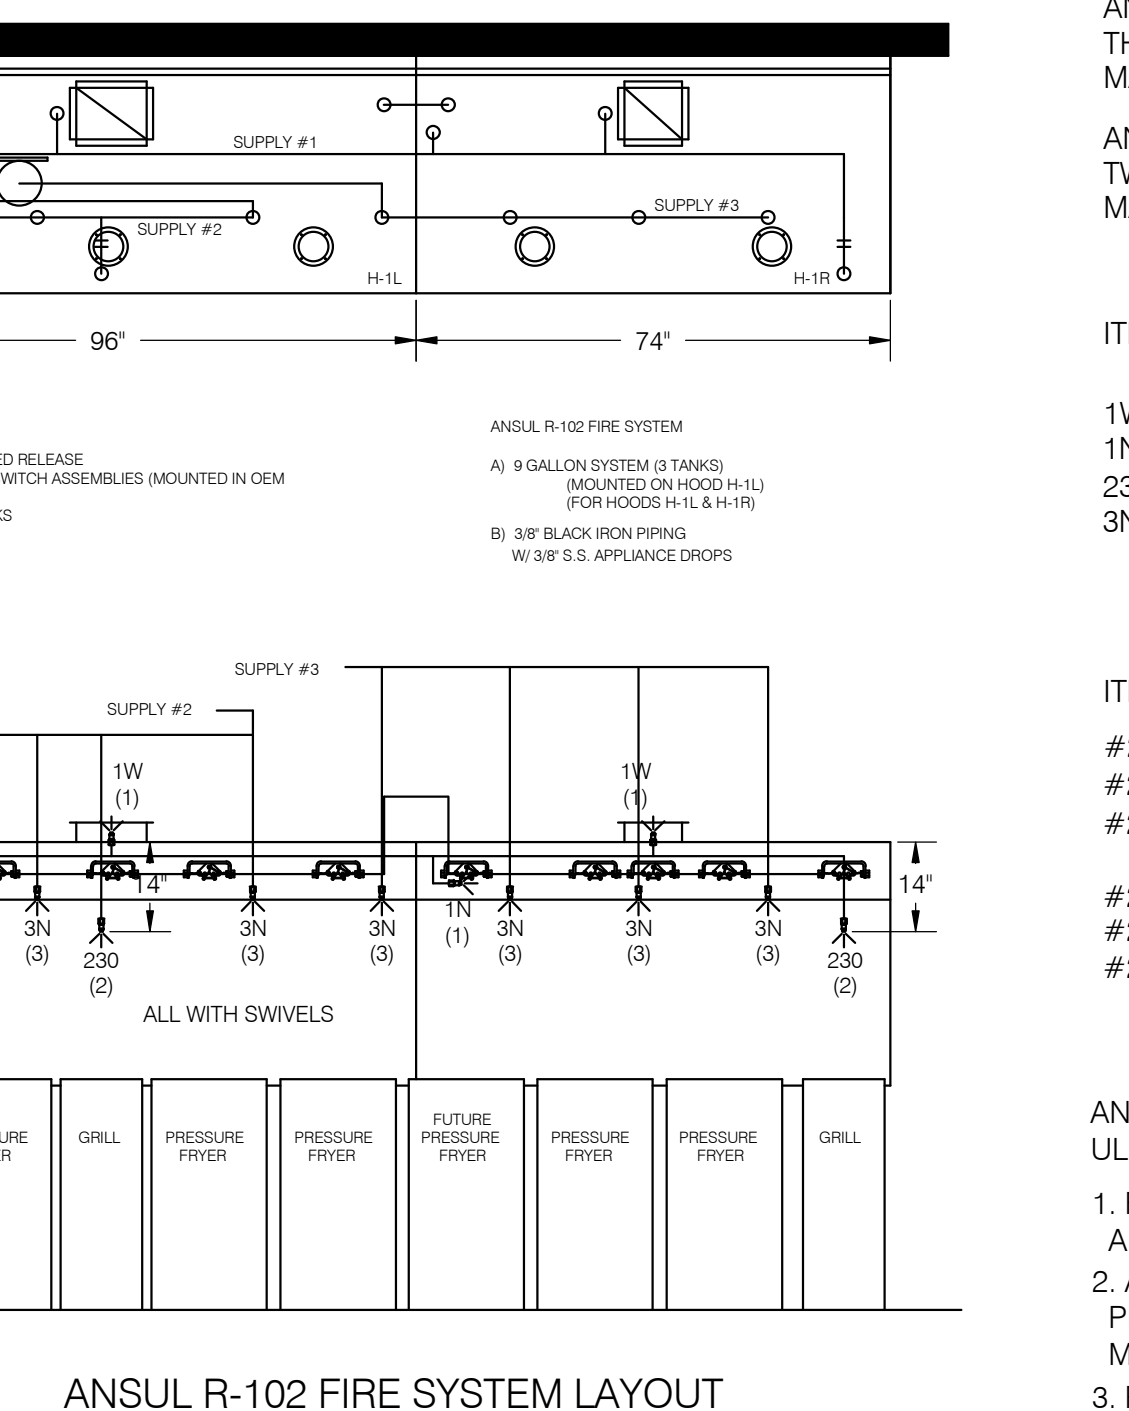 SUPPLY #1
SUPPLY #3
SUPPLY #2
H-1L
H-1R
96"
74"
ANSUL R-102 FIRE SYSTEM
A) 9 GALLON SYSTEM (3 TANKS)
(MOUNTED ON HOOD H-1L)
(FOR HOODS H-1L & H-1R)
B) 3/8" BLACK IRON PIPING
W/ 3/8" S.S. APPLIANCE DROPS
RELEASE
WITCH ASSEMBLIES (MOUNTED IN OEM
SUPPLY #3
SUPPLY #2
1W
(1)
1W
(1)
14"
14"
3N
(3)
230
(2)
3N
(3)
3N
(3)
1N
(1)
3N
(3)
3N
(3)
3N
(3)
230
(2)
ALL WITH SWIVELS
GRILL
PRESSURE
FRYER
PRESSURE
FRYER
FUTURE
PRESSURE
FRYER
PRESSURE
FRYER
PRESSURE
FRYER
GRILL
ANSUL R-102 FIRE SYSTEM LAYOUT
UL
1.
2.
3.